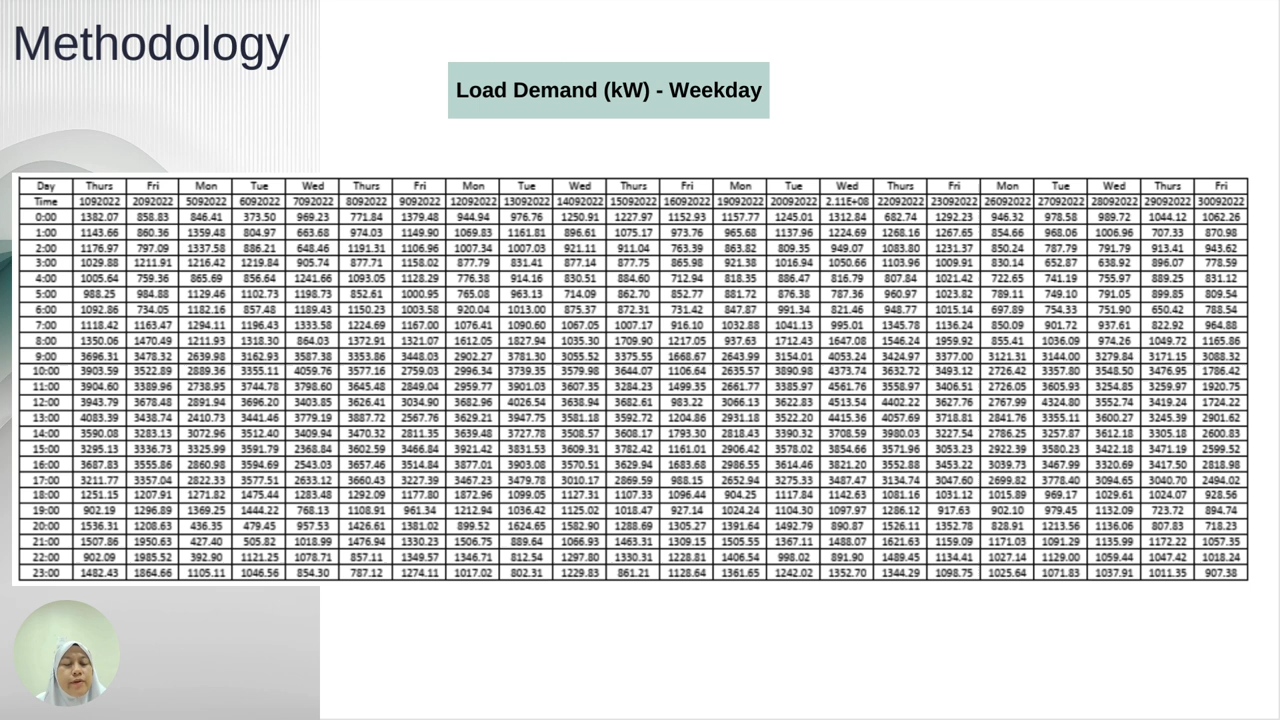 Methodology
Load Demand (kW) - Weekday
Day Thurs Fri Mon Tue Wed Thurs Fri Mon Tue Wed Thurs Fri Mon Tue Wed Thurs Fri Mon Tue Wed Thurs Fri
Time 1092022 2092022 5092022 6092022 7092022 8092022 9092022 12092022 13092022 14092022 15092022 16092022 19092022 20092022 2.11E+08 22092022 23092022 26092022 27092022 28092022 29092022 30092022
0:00 1382.07 858.83 846.41 373.50 969.23 771.84 1379.48 944.94 976.76 1250.91 1227.97 1152.93 1157.77 1245.01 1312.84 682.74 1292.23 946.32 978.58 989.72 1044.12 1062.26
1:00 1143.66 860.36 1359.48 804.97 663.68 974.03 1149.90 1069.83 1161.81 896.61 1075.17 973.76 965.68 1137.96 1224.69 1268.16 1267.65 854.66 968.06 1006.96 707.33 870.98
2:00 1176.97 797.09 1337.58 886.21 648.46 1191.31 1106.96 1007.34 1007.03 921.11 911.04 763.39 863.82 809.35 949.07 1083.80 1231.37 850.24 787.79 791.79 913.41 943.62
3:00 1029.88 1211.91 1216.42 1219.84 905.74 877.71 1158.02 877.79 831.41 877.14 877.75 865.98 921.38 1016.94 1050.66 1103.96 1009.91 830.14 652.87 638.92 896.07 778.59
4:00 1005.64 759.36 865.69 856.64 1241.66 1093.05 1128.29 776.38 914.16 830.51 884.60 712.94 818.35 886.47 816.79 807.84 1021.42 722.65 741.19 755.97 889.25 831.12
5:00 988.25 984.88 1129.46 1102.73 1198.73 852.61 1000.95 765.08 963.13 714.09 862.70 852.77 881.72 876.38 787.36 960.97 1023.82 789.11 749.10 791.05 899.85 809.54
6:00 1092.86 734.05 1182.16 857.48 1189.43 1150.23 1003.58 920.04 1013.00 875.37 872.31 731.42 847.87 991.34 821.46 948.77 1015.14 697.89 754.33 751.90 650.42 788.54
7:00 1118.42 1163.47 1294.11 1196.43 1333.58 1224.69 1167.00 1076.41 1090.60 1067.05 1007.17 916.10 1032.88 1041.13 995.01 1345.78 1136.24 850.09 901.72 937.61 822.92 964.88
8:00 1350.06 1470.49 1211.93 1318.30 864.03 1372.91 1321.07 1612.05 1827.94 1035.30 1709.90 1217.05 937.63 1712.43 1647.08 1546.24 1959.92 855.41 1036.09 974.26 1049.72 1165.86
9:00 3696.31 3478.32 2639.98 3162.93 3587.38 3353.86 3448.03 2902.27 3781.30 3055.52 3375.55 1668.67 2643.99 3154.01 4053.24 3424.97 3377.00 3121.31 3144.00 3279.84 3171.15 3088.32
10:00 3903.59 3522.89 2889.36 3355.11 4059.76 3577.16 2759.03 2996.34 3739.35 3579.98 3644.07 1106.64 2635.57 3890.98 4373.74 3632.72 3493.12 2726.42 3357.80 3548.50 3476.95 1786.42
11:00 3904.60 3389.96 2738.95 3744.78 3798.60 3645.48 2849.04 2959.77 3901.03 3607.35 3284.23 1499.35 2661.77 3385.97 4561.76 3558.97 3406.51 2726.05 3605.93 3254.85 3259.97 1920.75
12:00 3943.79 3678.48 2891.94 3696.20 3403.85 3626.41 3034.90 3682.96 4026.54 3638.94 3682.61 983.32 3066.13 3622.83 4513.54 4402.22 3627.76 2767.99 4324.80 3552.74 3419.24 1724.22
13:00 4083.39 3438.74 2410.73 3441.46 3779.19 3887.72 2567.76 3629.21 3947.75 3581.18 3592.72 1204.86 2931.18 3522.20 4415.36 4057.69 3718.81 2841.76 3355.11 3600.27 3245.39 2901.62
14:00 3590.08 3283.13 3072.96 3512.40 3409.94 3470.32 2811.35 3639.48 3727.78 3508.57 3608.17 1793.30 2818.43 3390.32 3708.59 3980.03 3227.54 2786.25 3257.87 3612.18 3305.18 2600.83
15:00 3295.13 3336.73 3325.99 3591.79 2368.84 3602.59 3466.84 3921.42 3831.53 3609.31 3782.42 1161.01 2906.42 3578.02 3854.66 3571.96 3053.23 2922.39 3580.23 3422.18 3471.19 2599.52
16:00 3687.83 3555.86 2860.98 3594.69 2543.03 3657.46 3514.84 3877.01 3903.08 3570.51 3629.94 1683.68 2986.55 3614.46 3821.20 3552.88 3453.22 3039.73 3467.99 3320.69 3417.50 2818.98
17:00 3211.77 3357.04 2822.33 3577.51 2633.12 3660.43 3227.39 3467.23 3479.78 3010.17 2869.59 988.15 2652.94 3275.33 3487.47 3134.74 3047.60 2699.82 3778.40 3094.65 3040.70 2494.02
18:00 1251.15 1207.91 1271.82 1475.44 1283.48 1292.09 1177.80 1872.96 1099.05 1127.31 1107.33 1096.44 904.25 1117.84 1142.63 1081.16 1031.12 1015.89 969.17 1029.61 1024.07 928.56
19:00 902.19 1296.89 1369.25 1444.22 768.13 1108.91 961.34 1212.94 1036.42 1125.02 1018.47 927.14 1024.24 1104.30 1097.97 1286.12 917.63 902.10 979.45 1132.09 723.72 894.74
20:00 1536.31 1208.63 436.35 479.45 957.53 1426.61 1381.02 899.52 1624.65 1582.90 1288.69 1305.27 1391.64 1492.79 890.87 1526.11 1352.78 828.91 1213.56 1136.06 807.83 718.23
21:00 1507.86 1950.63 427.40 505.82 1018.99 1476.94 1330.23 1506.75 889.64 1066.93 1463.31 1309.15 1505.55 1367.11 1488.07 1621.63 1159.09 1171.03 1091.29 1135.99 1172.22 1057.35
22:00 902.09 1985.52 392.90 1121.25 1078.71 857.11 1349.57 1346.71 812.54 1297.80 1330.31 1228.81 1406.54 998.02 891.90 1489.45 1134.41 1027.14 1129.00 1059.44 1047.42 1018.24
23:00 1482.43 1864.66 1105.11 1046.56 854.30 787.12 1274.11 1017.02 802.31 1229.83 861.21 1128.64 1361.65 1242.02 1352.70 1344.29 1098.75 1025.64 1071.83 1037.91 1011.35 907.38